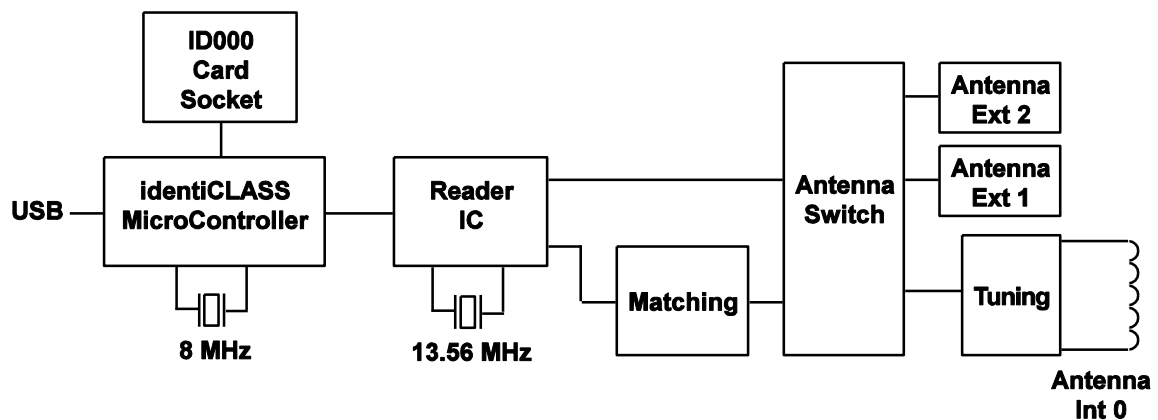 ID000
Card
Socket
USB
identiCLASS
MicroController
8 MHz
Reader
IC
13.56 MHz
Matching
Antenna
Switch
Antenna
Ext 2
Antenna
Ext 1
Tuning
Antenna
Int 0